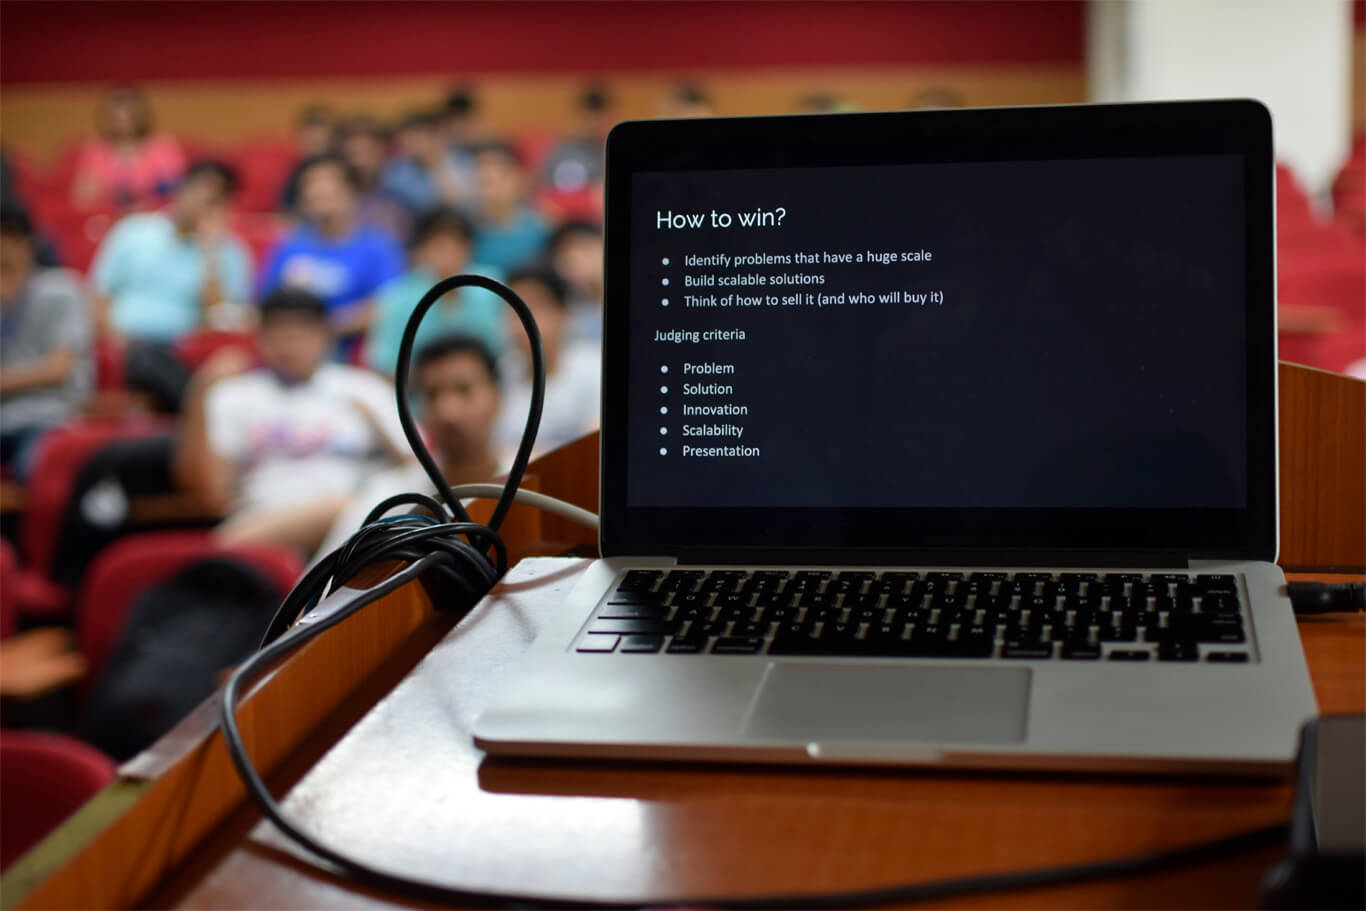 How to win?
● Identify problems that have a huge scale
● Build scalable solutions
● Think of how to sell it (and who will buy it)
Judging criteria
● Problem
● Solution
● Innovation
● Scalability
● Presentation